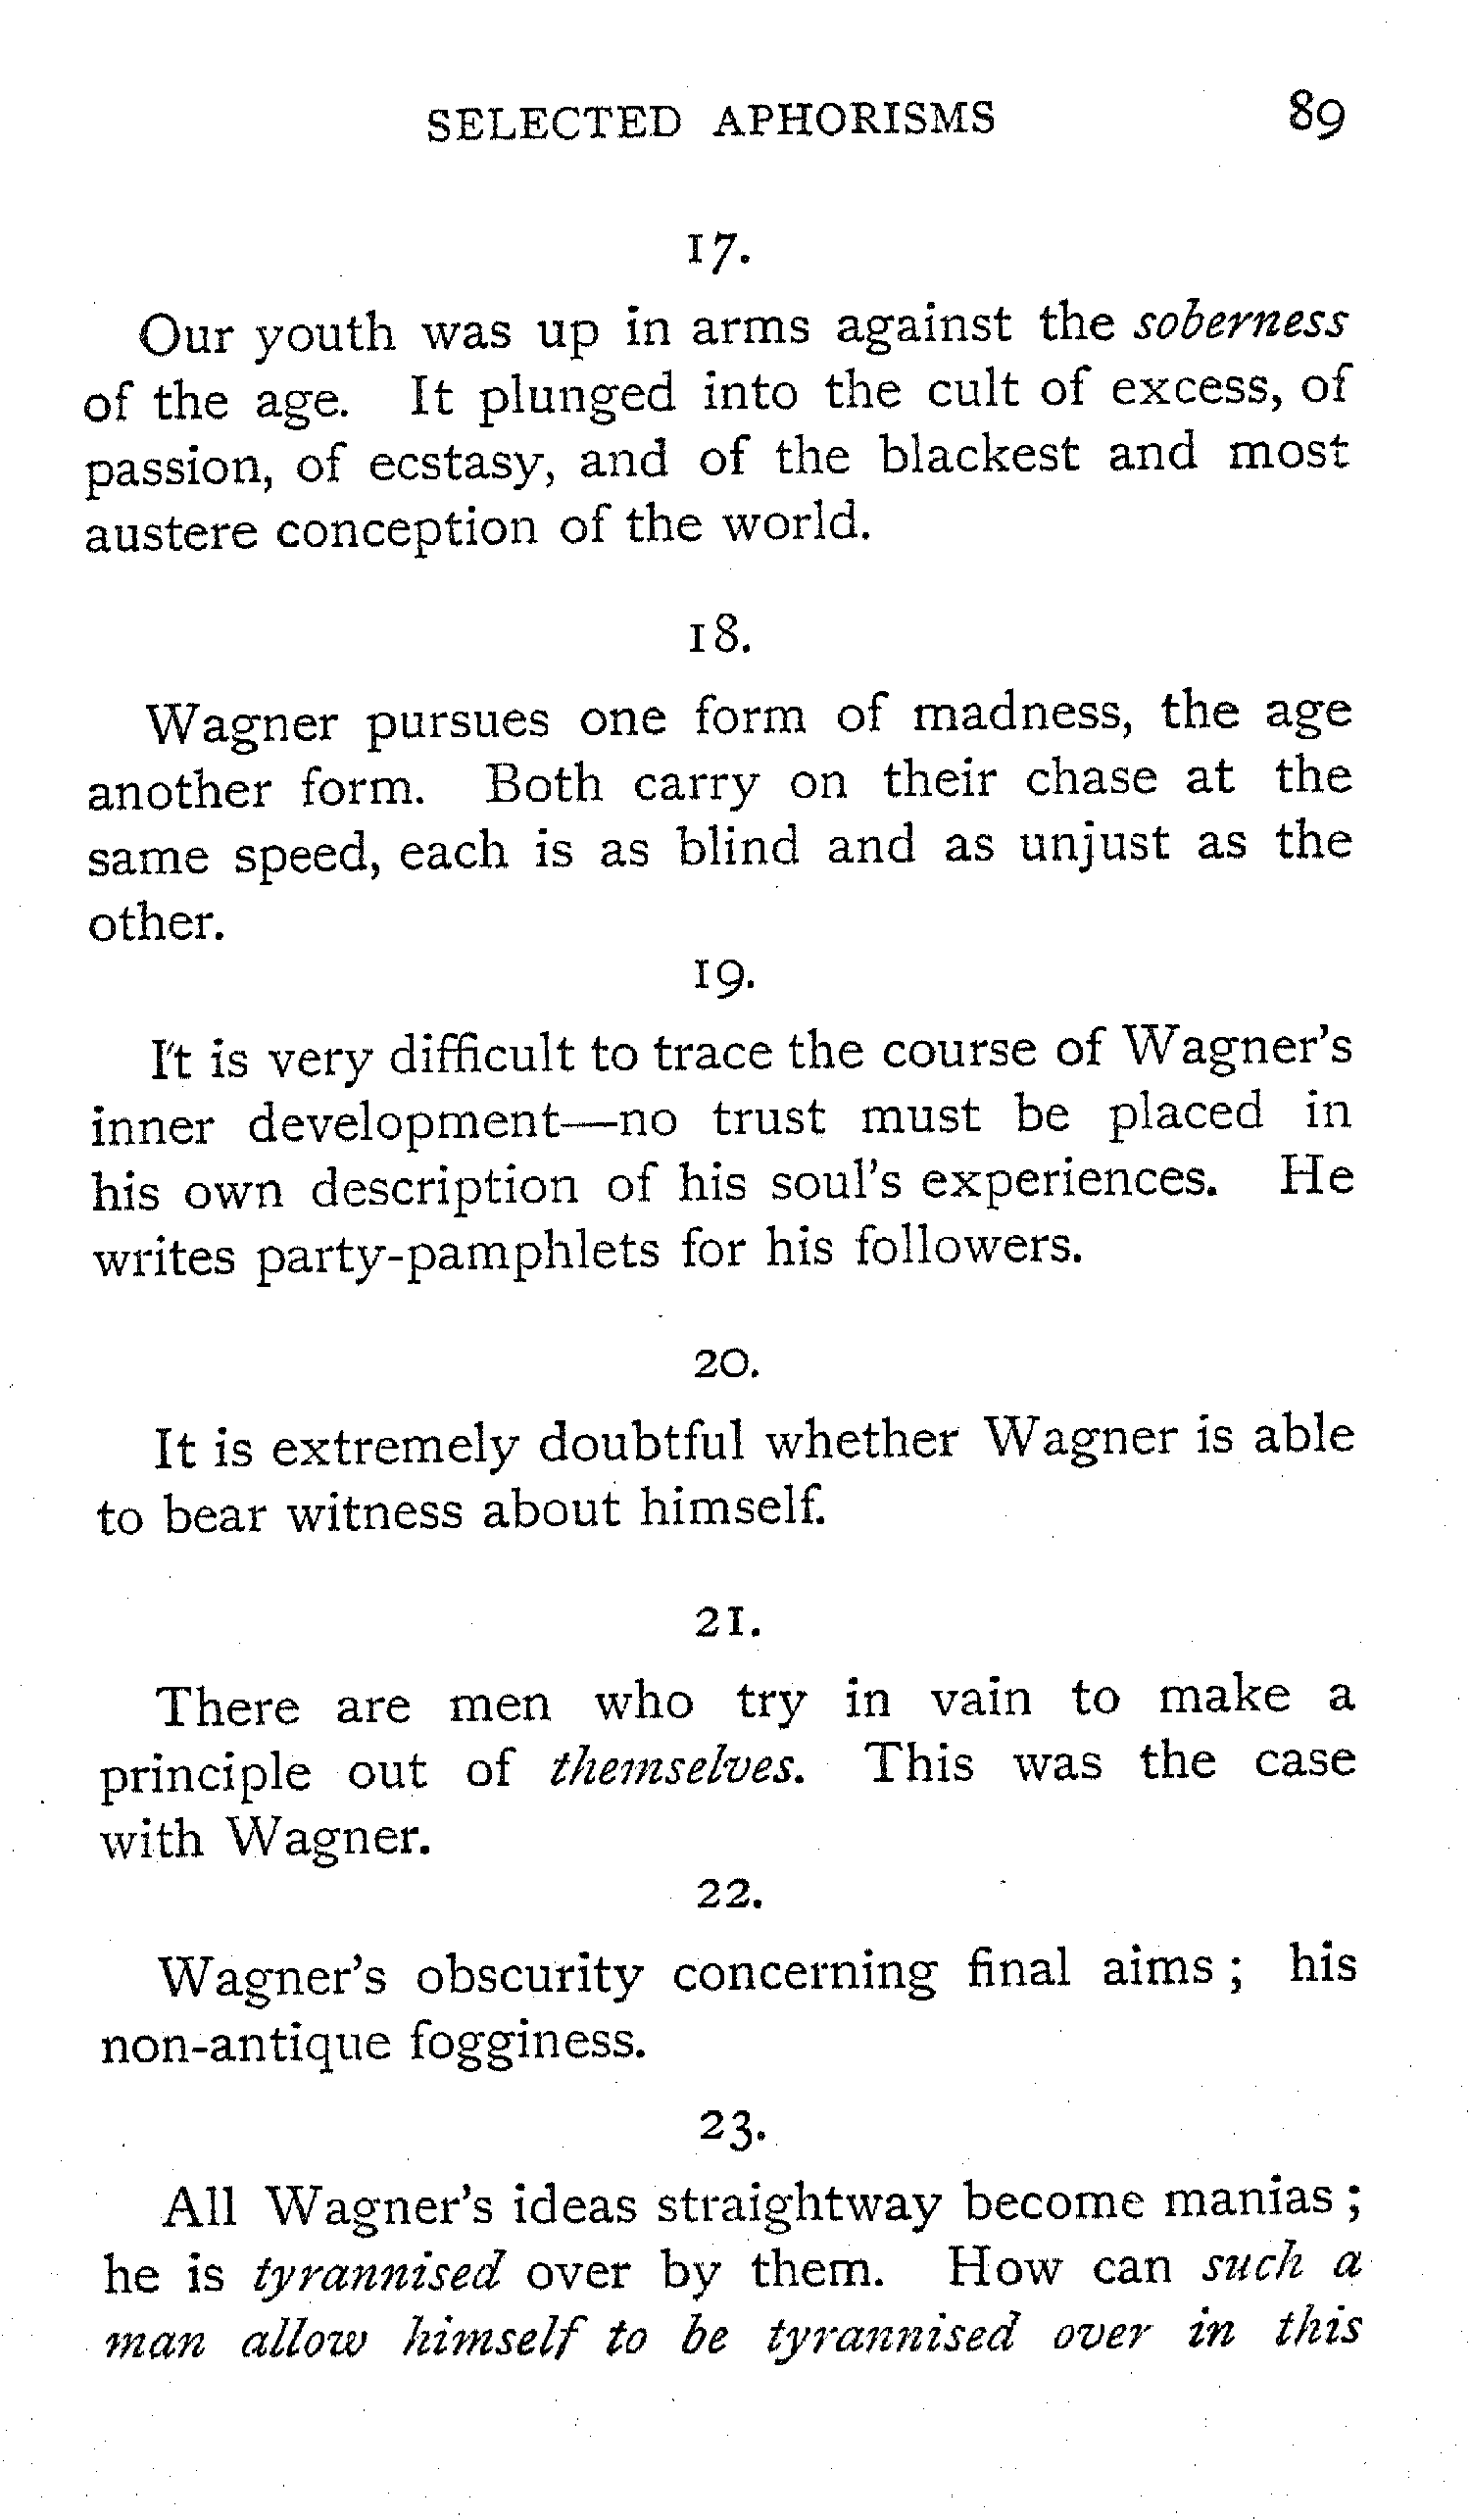 SELECTED APHORISMS 89
17.
Our youth was up in arms against the soberness
of the age. It plunged into the cult of excess, of
passion, of ecstasy, and of the blackest and most
austere conception of the world.
18.
Wagner pursues one form of madness, the age
another form. Both carry on their chase at the
same speed, each is as blind and as unjust as the
other.
19.
It is very difficult to trace the course of Wagner's
inner development—no trust must be placed in
his own description of his soul's experiences. He
writes party-pamphlets for his followers.
20.
It is extremely doubtful whether Wagner is able
to bear witness about himself.
21.
There are men who try in vain to make a
principle out of themselves. This was the case
with Wagner.
22.
Wagner's obscurity concerning final aims; his
non-antique fogginess.
23.
All Wagner's ideas straightway become manias;
he is tyrannised over by them. How can such a
man allow himself to be tyrannised over in this